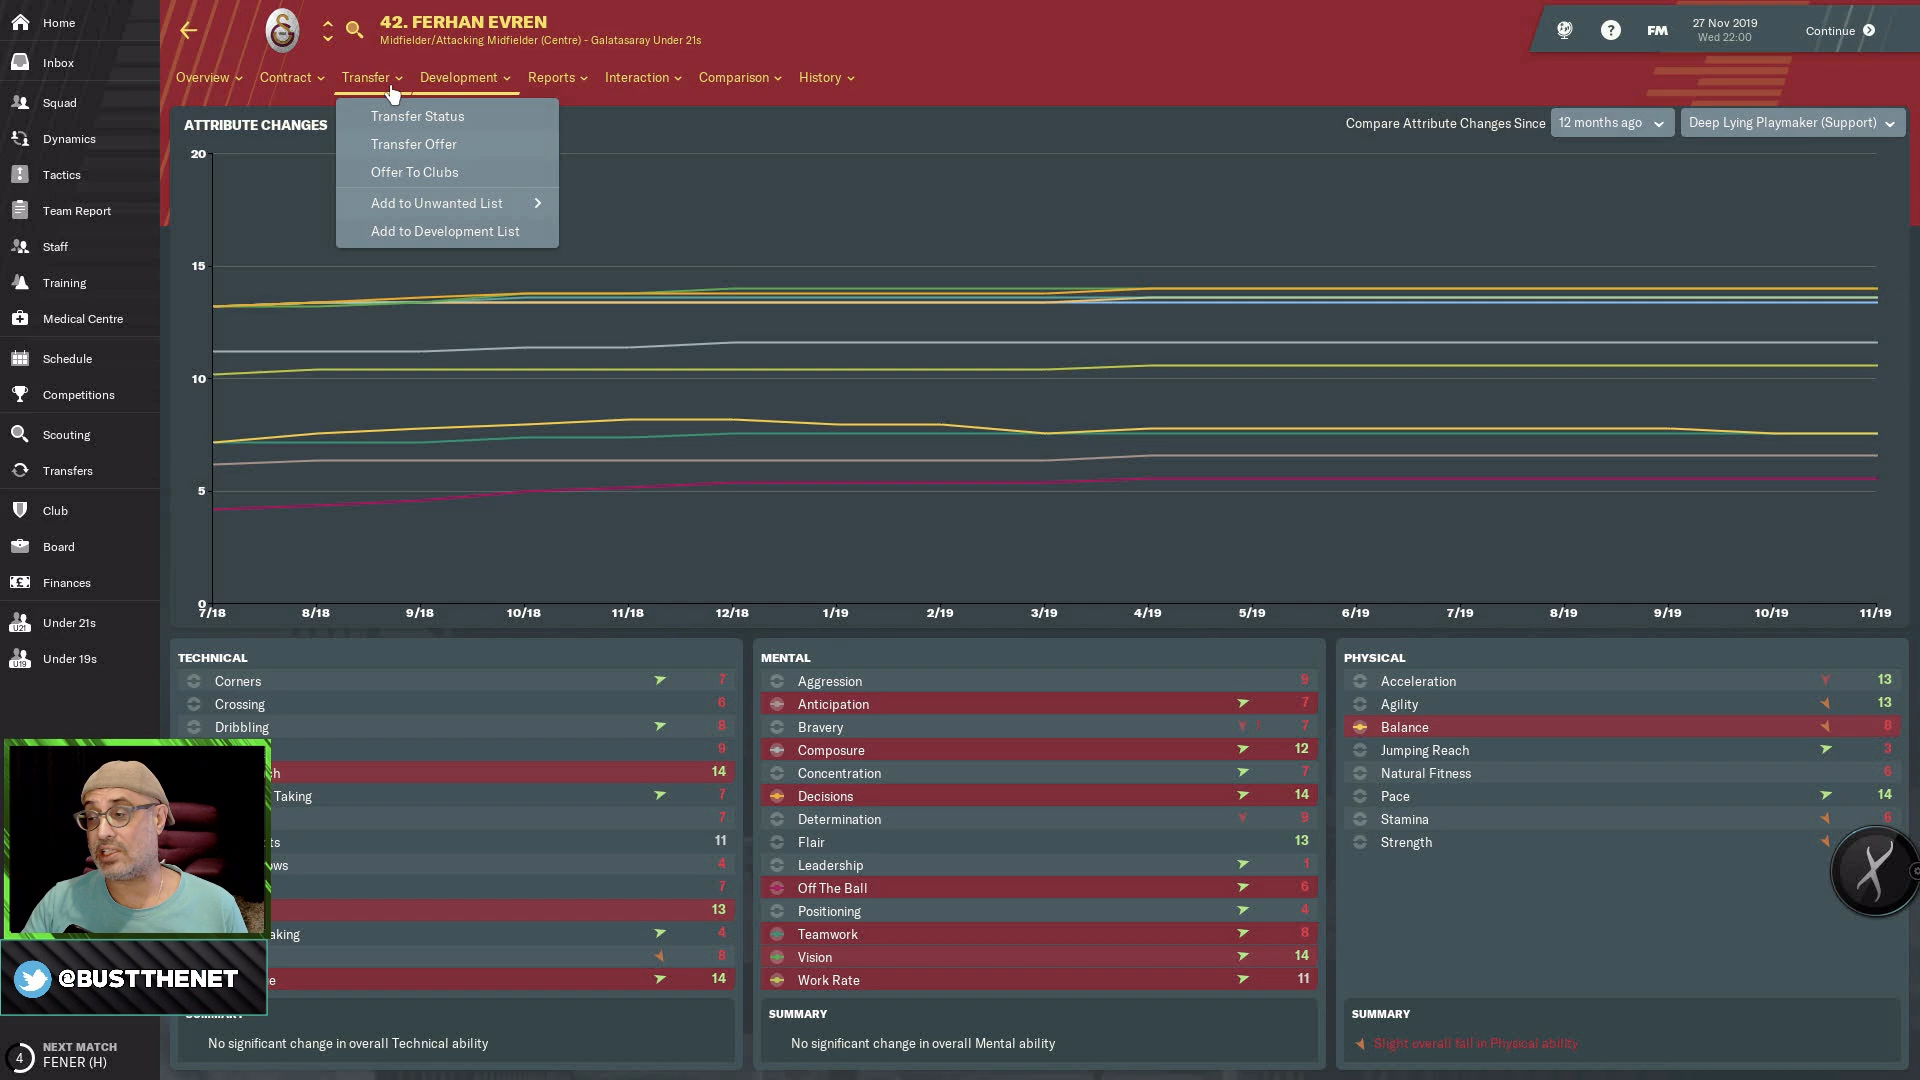 Home
Inbox
Squad
Dynamics
Tactics
Team Report
Staff
Training
Medical Centre
Schedule
Competitions
Scouting
Transfers
Club
Board
Finances
U21
Under 21s
U19
Under 19s
42. FERHAN EVREN
Midfielder/Attacking Midfielder (Centre) - Galatasaray Under 21s
FM
27 Nov 2019
Wed 22:00
Continue
Overview
Contract
Transfer
Development
Reports
Interaction
Comparison
History
Transfer Status
Transfer Offer
Offer To Clubs
Add to Unwanted List
Add to Development List
ATTRIBUTE CHANGES
Compare Attribute Changes Since
12 months ago
Deep Lying Playmaker (Support)
20
15
10
5
0
7/18 8/18 9/18 10/18 11/18 12/18 1/19 2/19 3/19 4/19 5/19 6/19 7/19 8/19 9/19 10/19 11/19
TECHNICAL
Corners 7
Crossing 6
Dribbling 8
9
h 14
Taking 7
7
ts 11
ows 4
7
13
aking 4
8
e 14
SUMMARY
No significant change in overall Technical ability
MENTAL
Aggression 9
Anticipation 7
Bravery 7
Composure 12
Concentration 7
Decisions 14
Determination 9
Flair 13
Leadership 1
Off The Ball 6
Positioning 4
Teamwork 8
Vision 14
Work Rate 11
SUMMARY
No significant change in overall Mental ability
PHYSICAL
Acceleration 13
Agility 13
Balance 8
Jumping Reach 3
Natural Fitness 6
Pace 14
Stamina 6
Strength
SUMMARY
Slight overall fall in Physical ability
@BUSTTHENET
4
NEXT MATCH
FENER (H)